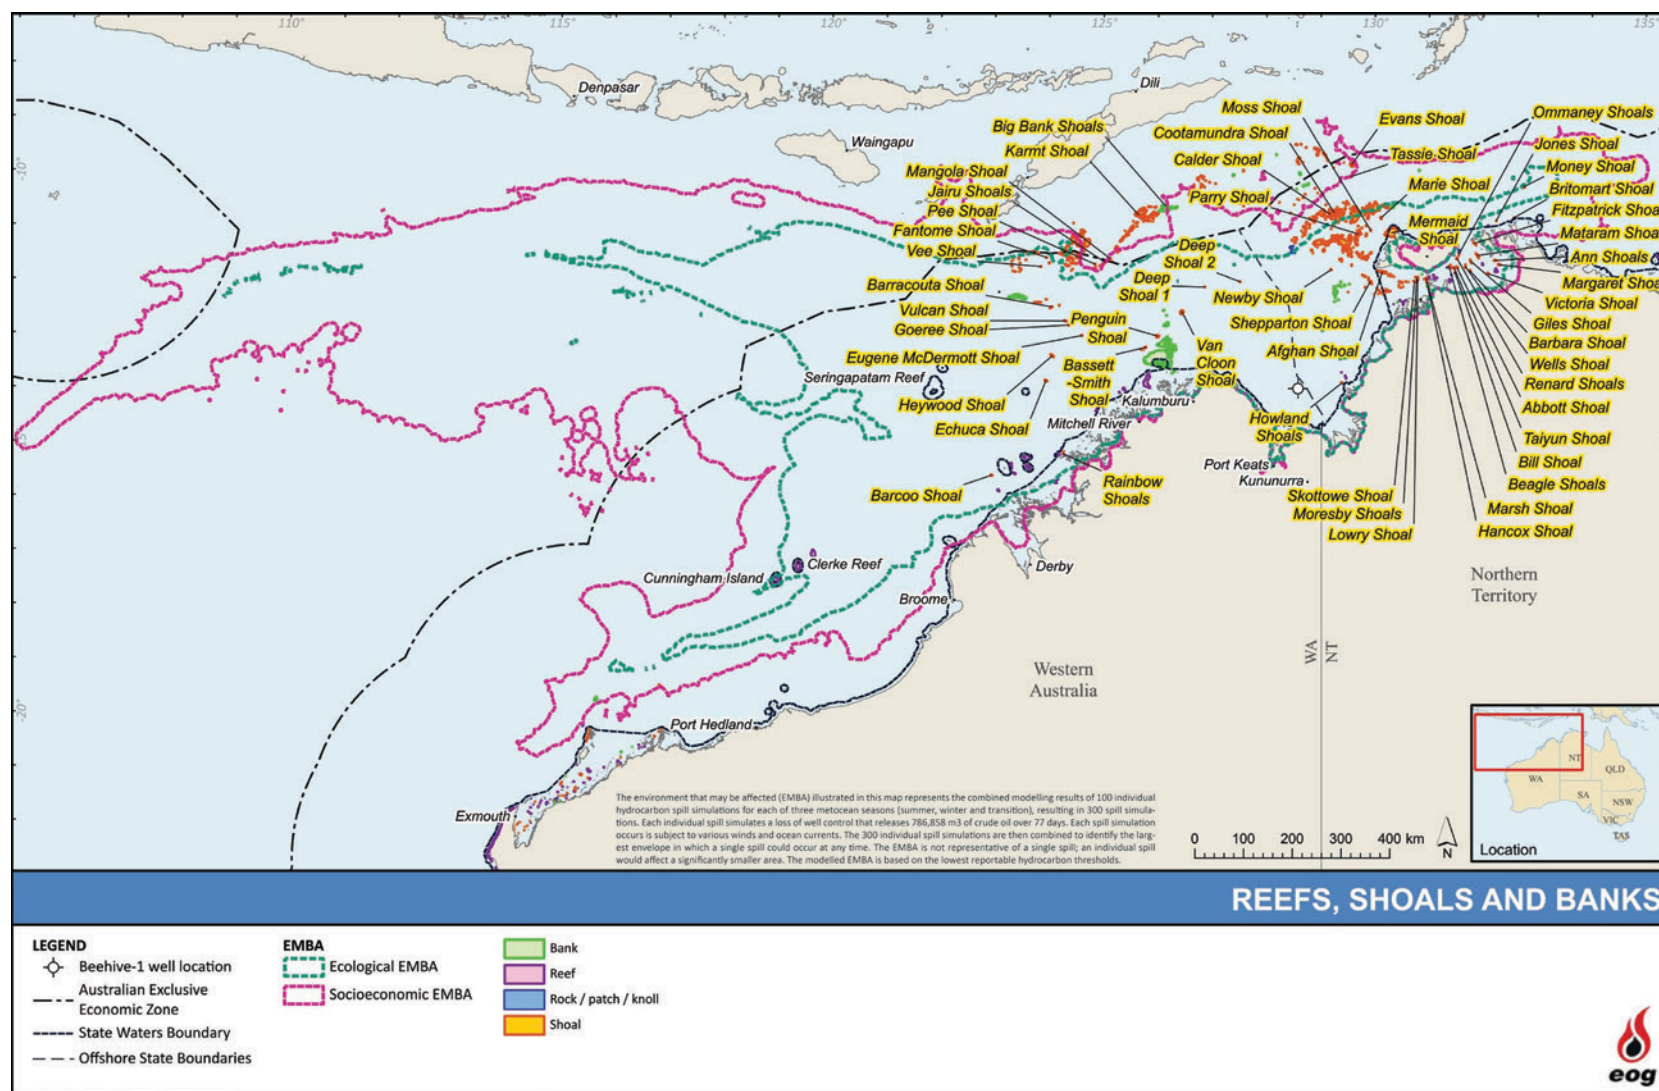 110°
115°
120°
125°
130°
135°
-10°
-20°
Denpasar
Waingapu
Dili
Big Bank Shoals
Karmt Shoal
Mangola Shoal
Jairu Shoals
Pee Shoal
Fantome Shoal
Vee Shoal
Barracouta Shoal
Vulcan Shoal
Goeree Shoal
Eugene McDermott Shoal
Seringapatam Reef
Heywood Shoal
Echuca Shoal
Barcoo Shoal
Moss Shoal
Cootamundra Shoal
Calder Shoal
Parry Shoal
Evans Shoal
Tassie Shoal
Marie Shoal
Mermaid
Shoal
Deep
Shoal 2
Deep
Shoal 1
Newby Shoal
Shepparton Shoal
Afghan Shoal
Penguin
Shoal
Van
Cloon
Shoal
Bassett
-Smith
Shoal
Kalumburu
Mitchell River
Howland
Shoals
Port Keats
Kununurra
Rainbow
Shoals
Ommaney Shoals
Jones Shoal
Money Shoal
Britomart Shoal
Fitzpatrick Shoa
Mataram Shoa
Ann Shoals
Margaret Shoa
Victoria Shoal
Giles Shoal
Barbara Shoal
Wells Shoal
Renard Shoals
Abbott Shoal
Taiyun Shoal
Bill Shoal
Beagle Shoals
Marsh Shoal
Hancox Shoal
Skottowe Shoal
Moresby Shoals
Lowry Shoal
Cunningham Island
Clerke Reef
Derby
Broome
Port Hedland
Exmouth
Western
Australia
Northern
Territory
WA
NT
The environment that may be affected (EMBA) illustrated in this map represents the combined modelling results of 100 individual
hydrocarbon spill simulations for each of three metocean seasons (summer, winter and transition), resulting in 300 spill simula-
tions. Each individual spill simulates a loss of well control that releases 786,858 m3 of crude oil over 77 days. Each spill simulation
occurs is subject to various winds and ocean currents. The 300 individual spill simulations are then combined to identify the larg-
est envelope in which a single spill could occur at any time. The EMBA is not representative of a single spill; an individual spill
would affect a significantly smaller area. The modelled EMBA is based on the lowest reportable hydrocarbon thresholds.
0 100 200 300 400 km
N
WA
NT
QLD
SA
NSW
VIC
TAS
Location
REEFS, SHOALS AND BANKS
LEGEND
Beehive-1 well location
Australian Exclusive
Economic Zone
State Waters Boundary
Offshore State Boundaries
EMBA
Ecological EMBA
Socioeconomic EMBA
Bank
Reef
Rock / patch / knoll
Shoal
eog